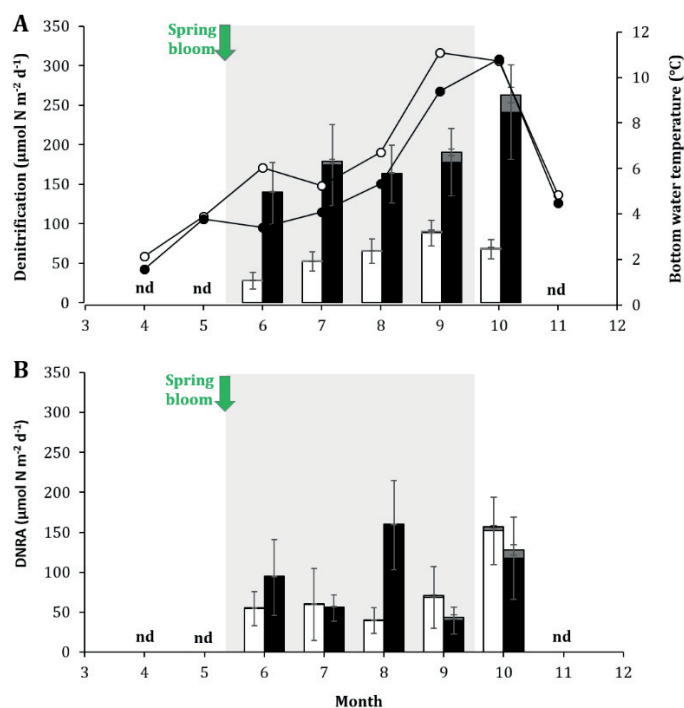 A
Spring
bloom
Denitrification (µmol N m⁻² d⁻¹)
350
300
250
200
150
100
50
0
nd
nd
nd
3
4
5
6
7
8
9
10
11
12
12
10
8
6
4
2
0
Bottom water temperature (°C)
B
Spring
bloom
DNRA (µmol N m⁻² d⁻¹)
350
300
250
200
150
100
50
0
nd
nd
nd
3
4
5
6
7
8
9
10
11
12
Month